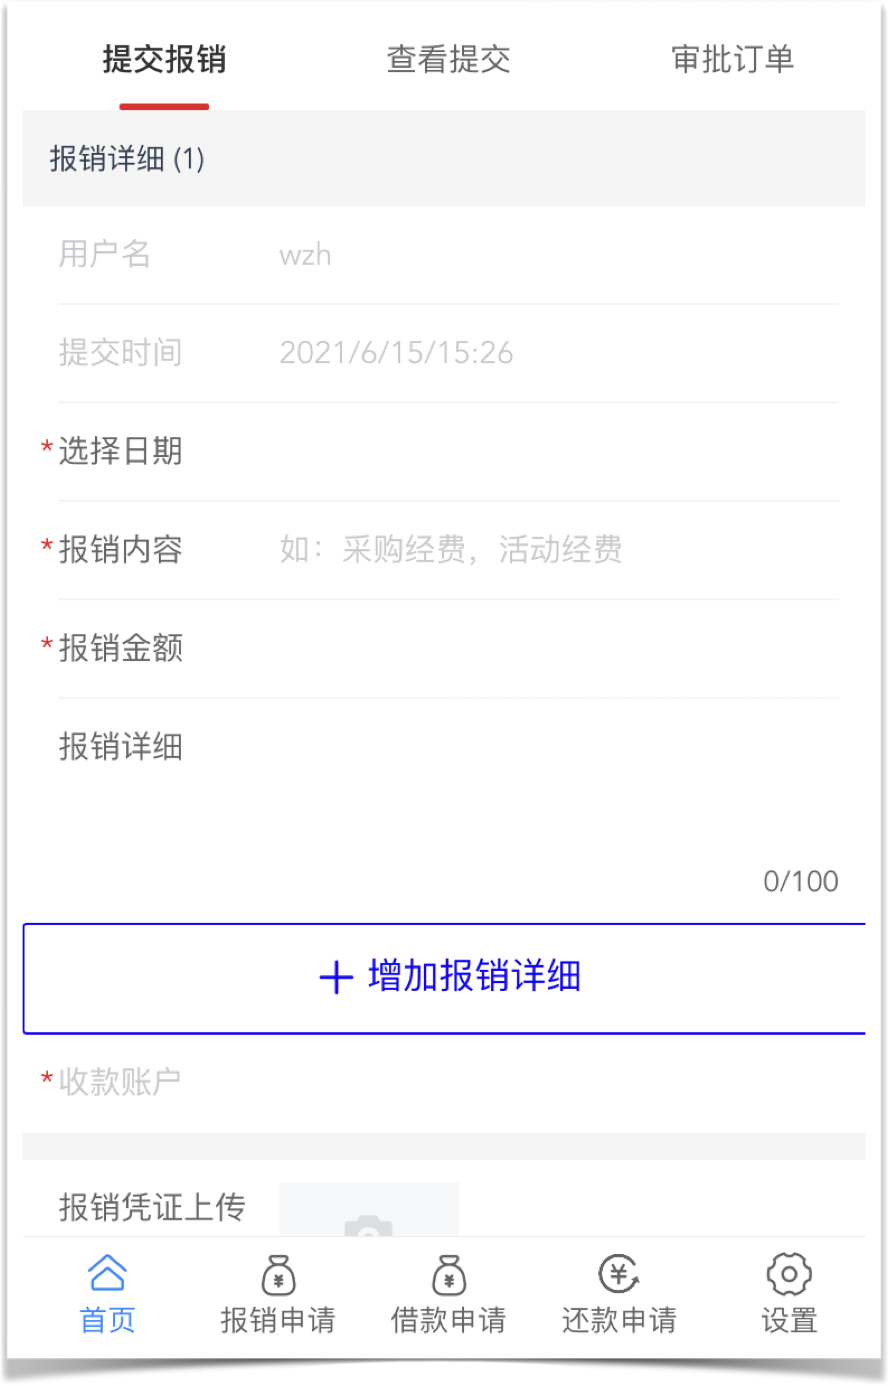 提交报销 查看提交 审批订单
报销详细 (1)
用户名 wzh
提交时间 2021/6/15/15:26
*选择日期
*报销内容 如：采购经费，活动经费
*报销金额
报销详细
0/100
+ 增加报销详细
*收款账户
报销凭证上传
首页 报销申请 借款申请 还款申请 设置